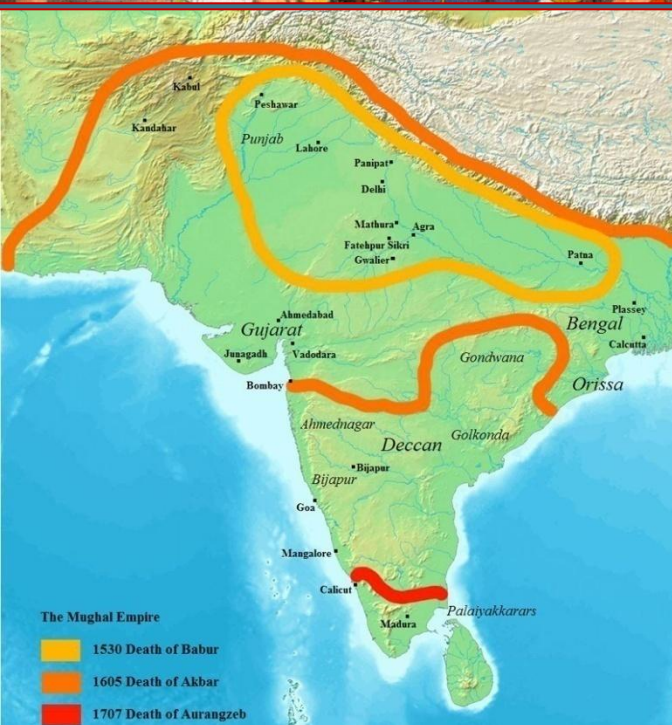 Kabul
Peshawar
Kandahar
Punjab
Lahore
Panipat
Delhi
Mathura
Agra
Fatehpur Sikri
Gwalier
Patna
Plassey
Ahmedabad
Bengal
Gujarat
Calcutta
Junagadh
Vadodara
Gondwana
Bombay
Orissa
Ahmednagar
Golkonda
Deccan
Bijapur
Bijapur
Goa
Mangalore
Calicut
Palaiyakkarars
Madura
The Mughal Empire
1530 Death of Babur
1605 Death of Akbar
1707 Death of Aurangzeb